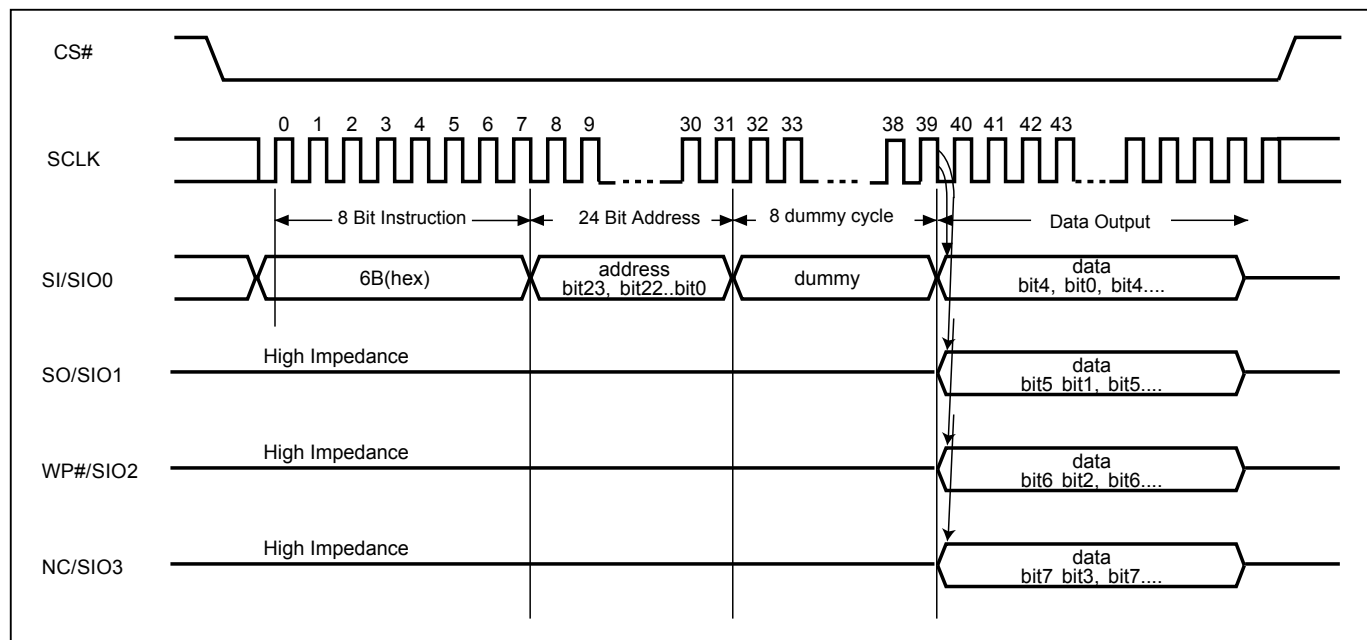 CS#
0 1 2 3 4 5 6 7 8 9 30 31 32 33 38 39 40 41 42 43
SCLK
8 Bit Instruction 24 Bit Address 8 dummy cycle Data Output
SI/SIO0 6B(hex) address dummy data
bit23, bit22..bit0 bit4, bit0, bit4....
High Impedance
SO/SIO1 data
bit5 bit1, bit5....
High Impedance
WP#/SIO2 data
bit6 bit2, bit6....
High Impedance
NC/SIO3 data
bit7 bit3, bit7....